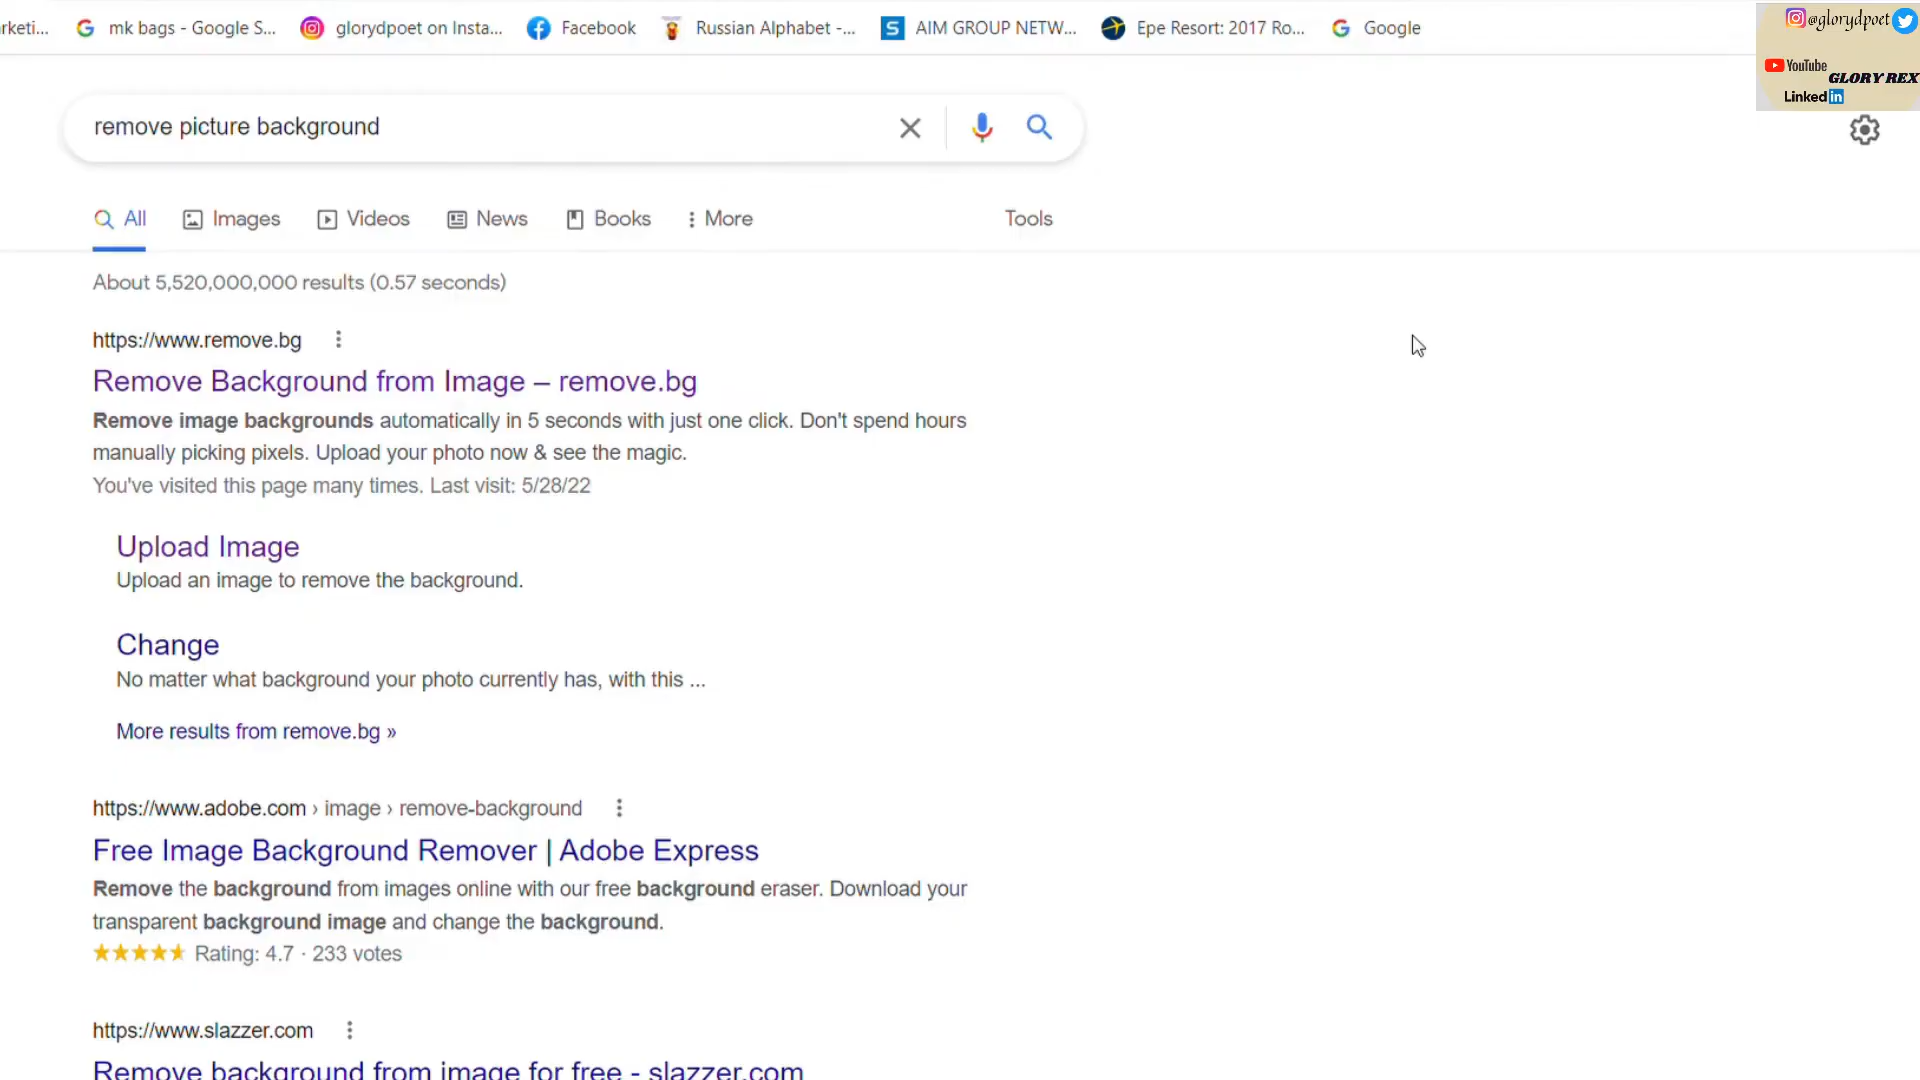 rketi...
mk bags - Google S...
glorydpoet on Insta...
Facebook
Russian Alphabet -...
S
AIM GROUP NETW...
Epe Resort: 2017 Ro...
Google
@glorydpoet
YouTube
GLORY REX
Linked in
remove picture background
All
Images
Videos
News
Books
More
Tools
About 5,520,000,000 results (0.57 seconds)
https://www.remove.bg
Remove Background from Image – remove.bg
Remove image backgrounds automatically in 5 seconds with just one click. Don't spend hours
manually picking pixels. Upload your photo now & see the magic.
You've visited this page many times. Last visit: 5/28/22
Upload Image
Upload an image to remove the background.
Change
No matter what background your photo currently has, with this ...
More results from remove.bg »
https://www.adobe.com › image › remove-background
Free Image Background Remover | Adobe Express
Remove the background from images online with our free background eraser. Download your
transparent background image and change the background.
Rating: 4.7 · 233 votes
https://www.slazzer.com
Remove background from image for free - slazzer.com